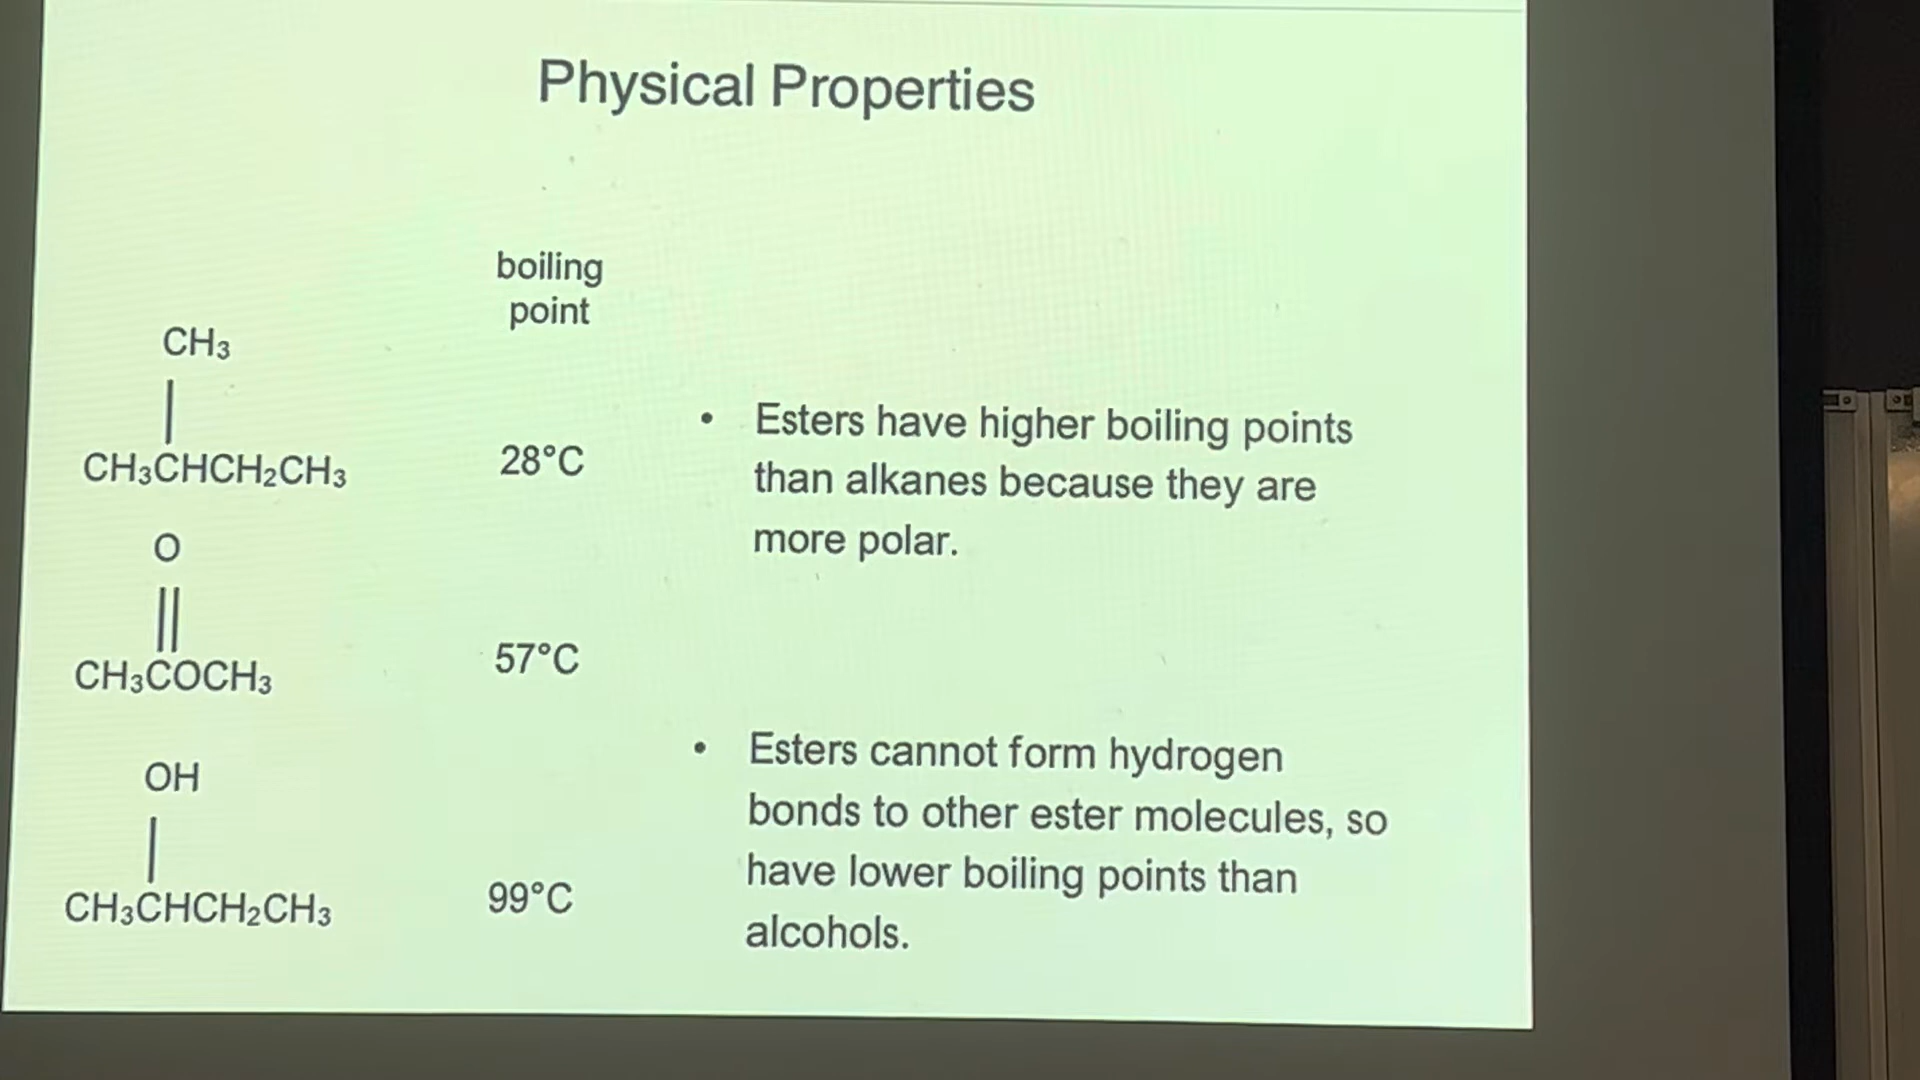 Physical Properties
boiling
point
CH₃
|
CH₃CHCH₂CH₃
28°C
• Esters have higher boiling points
than alkanes because they are
more polar.
O
||
CH₃COCH₃
57°C
OH
|
CH₃CHCH₂CH₃
99°C
• Esters cannot form hydrogen
bonds to other ester molecules, so
have lower boiling points than
alcohols.